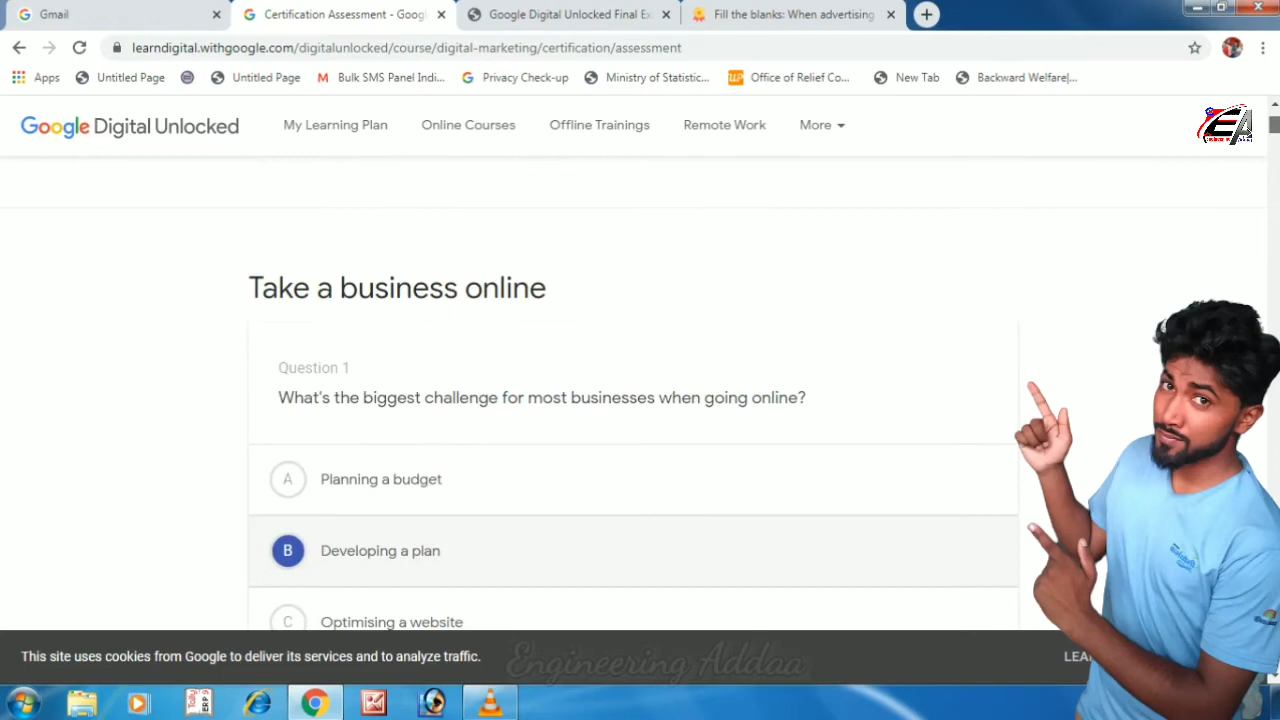 Gmail
Certification Assessment - Goog
Google Digital Unlocked Final Ex
Fill the blanks: When advertising
learndigital.withgoogle.com/digitalunlocked/course/digital-marketing/certification/assessment
Apps
Untitled Page
Untitled Page
Bulk SMS Panel Indi...
Privacy Check-up
Ministry of Statistic...
Office of Relief Co...
New Tab
Backward Welfare|...
Google Digital Unlocked
My Learning Plan
Online Courses
Offline Trainings
Remote Work
More
EA
Take a business online
Question 1
What's the biggest challenge for most businesses when going online?
A Planning a budget
B Developing a plan
C Optimising a website
This site uses cookies from Google to deliver its services and to analyze traffic.
LEA
Engineering Addaa